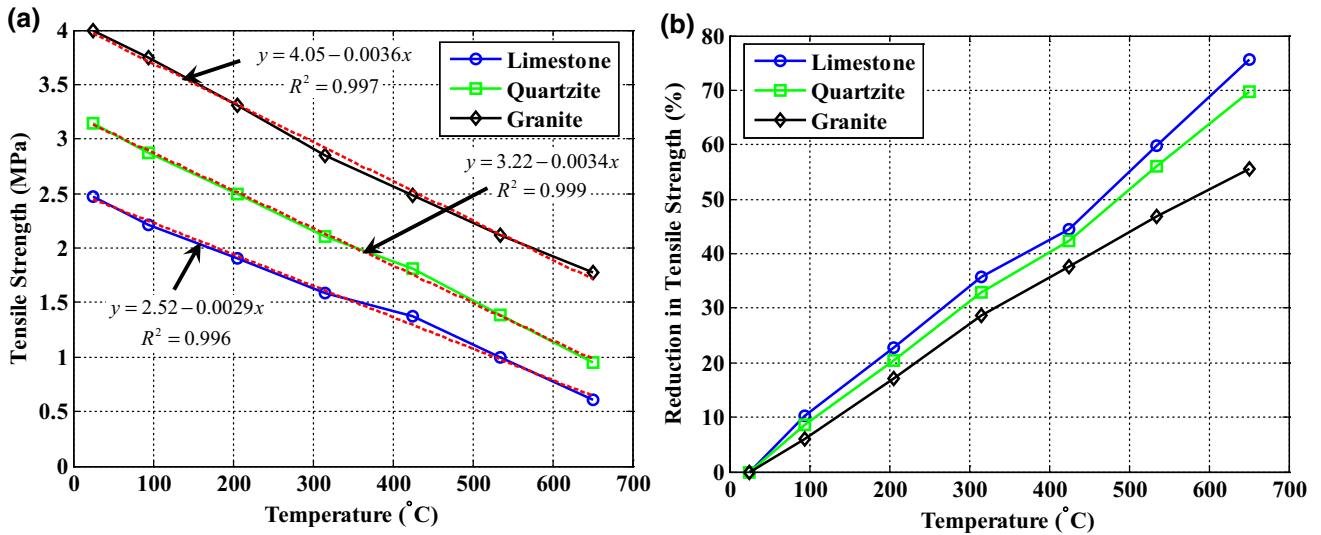 (a)
Tensile Strength (MPa)
4
3.5
3
2.5
2
1.5
1
0.5
0
y = 4.05−0.0036x
R² = 0.997
Limestone
Quartzite
Granite
y = 3.22−0.0034x
R² = 0.999
y = 2.52−0.0029x
R² = 0.996
0 100 200 300 400 500 600 700
Temperature (°C)
(b)
Reduction in Tensile Strength (%)
80
70
60
50
40
30
20
10
0
Limestone
Quartzite
Granite
0 100 200 300 400 500 600 700
Temperature (°C)